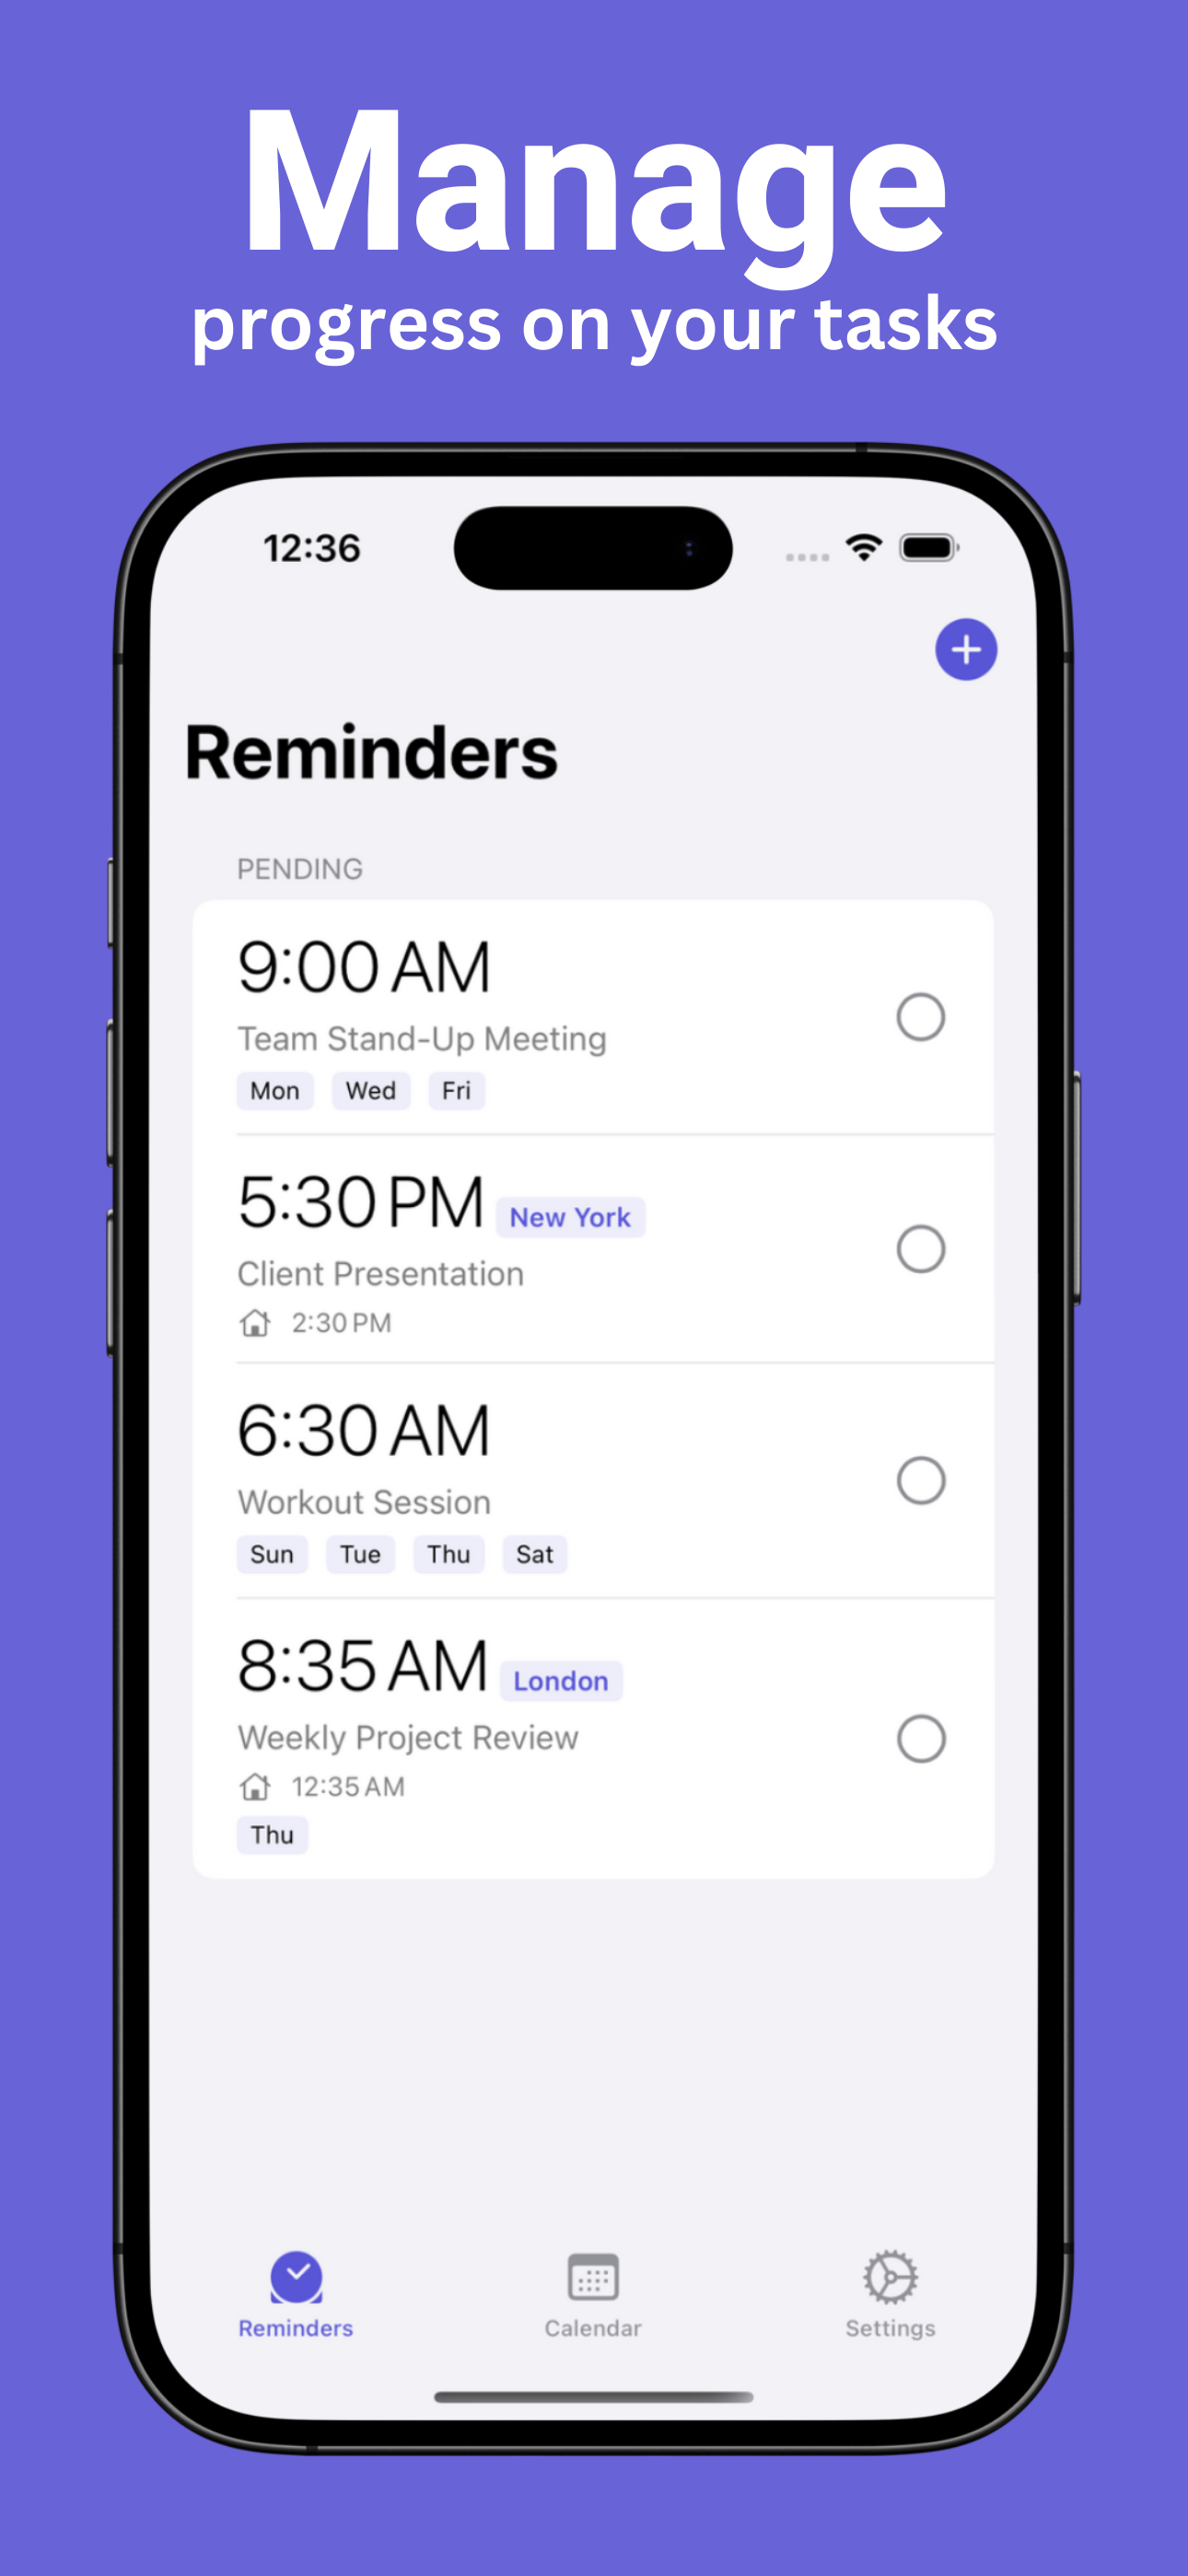 Manage
progress on your tasks
12:36
Reminders
PENDING
9:00 AM
Team Stand-Up Meeting
Mon Wed Fri
5:30 PM New York
Client Presentation
2:30 PM
6:30 AM
Workout Session
Sun Tue Thu Sat
8:35 AM London
Weekly Project Review
12:35 AM
Thu
Reminders Calendar Settings